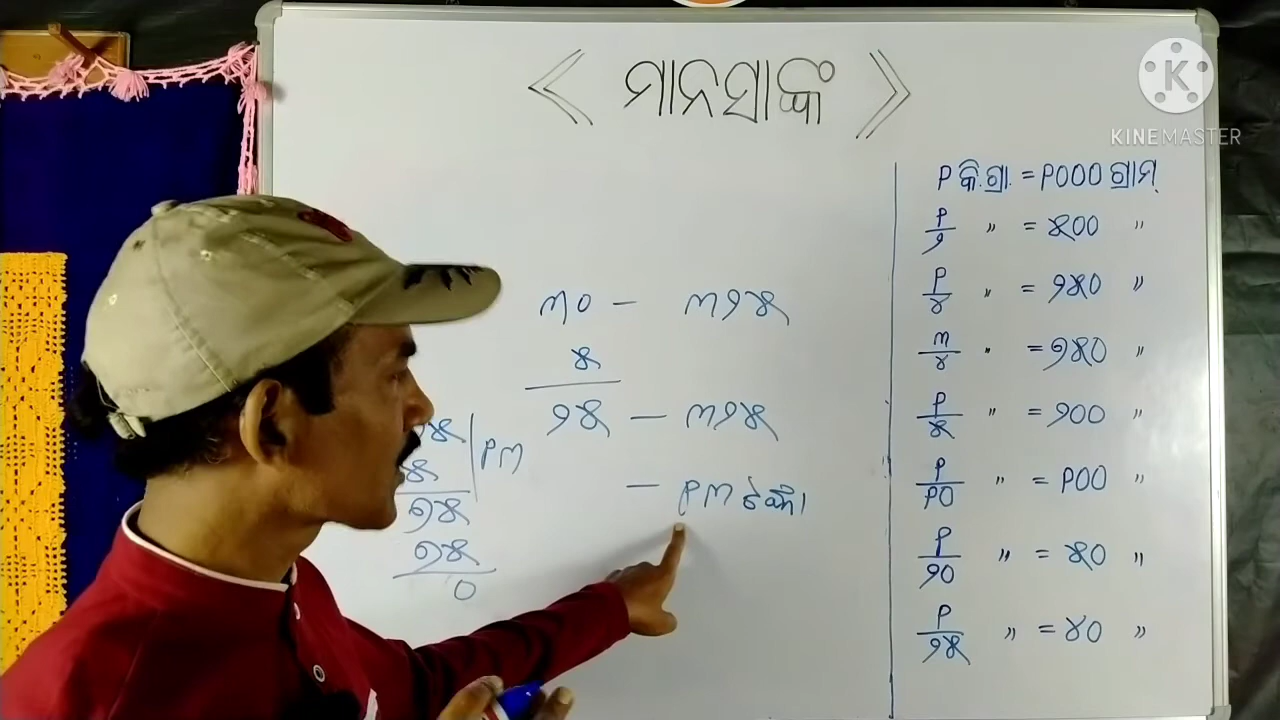 ମାନସାଙ୍କ
KINEMASTER
୩୦ — ୩୨୫
୫
୨୫ — ୩୨୫
— ୧୩ ଟଙ୍କା
୨୫ | ୧୩
୫
୭୫
୭୫
୦
୧ କି.ଗ୍ରା. = ୧୦୦୦ ଗ୍ରାମ୍
୧/୨ " = ୫୦୦ "
୧/୪ " = ୨୫୦ "
୩/୪ " = ୭୫୦ "
୧/୫ " = ୨୦୦ "
୧/୧୦ " = ୧୦୦ "
୧/୨୦ " = ୫୦ "
୧/୨୫ " = ୪୦ "